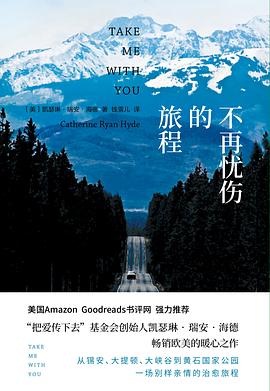 TAKE
ME
WITH
YOU
[美] 凯瑟琳·瑞安·海德 著 钱雪儿 译
Catherine Ryan Hyde
不再忧伤
的
旅程
美国Amazon Goodreads书评网 强力推荐
“把爱传下去”基金会创始人凯瑟琳·瑞安·海德
畅销欧美的暖心之作
TAKE
ME
WITH
YOU
从锡安、大提顿、大峡谷到黄石国家公园
一场别样亲情的治愈旅程